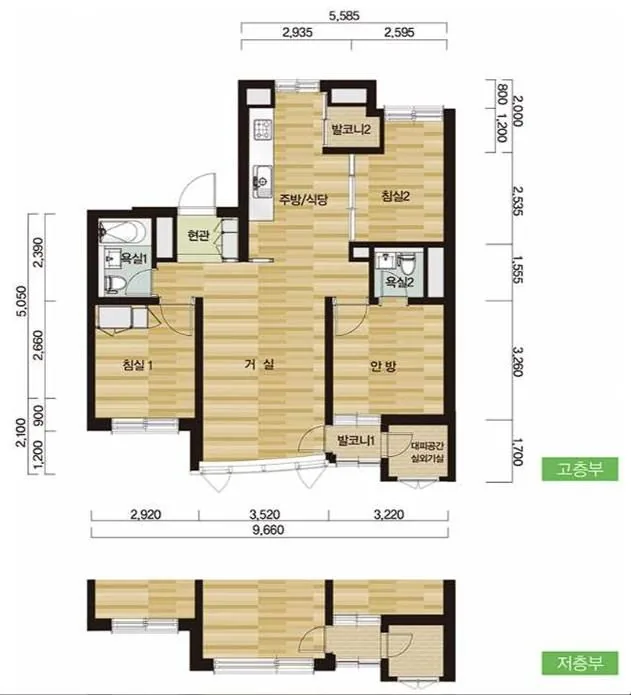 5,585
2,935
2,595
800
1,200
2,000
발코니2
주방/식당
침실2
2,535
현관
욕실1
2,390
욕실2
1,555
5,050
2,660
침실 1
거 실
안 방
3,260
900
1,200
2,100
발코니1
대피공간
실외기실
1,700
고층부
2,920
3,520
3,220
9,660
저층부